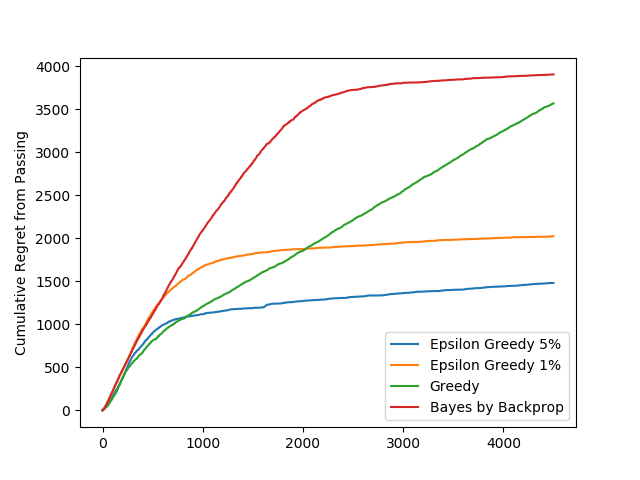 Cumulative Regret from Passing
4000
3500
3000
2500
2000
1500
1000
500
0
0 1000 2000 3000 4000
Epsilon Greedy 5%
Epsilon Greedy 1%
Greedy
Bayes by Backprop